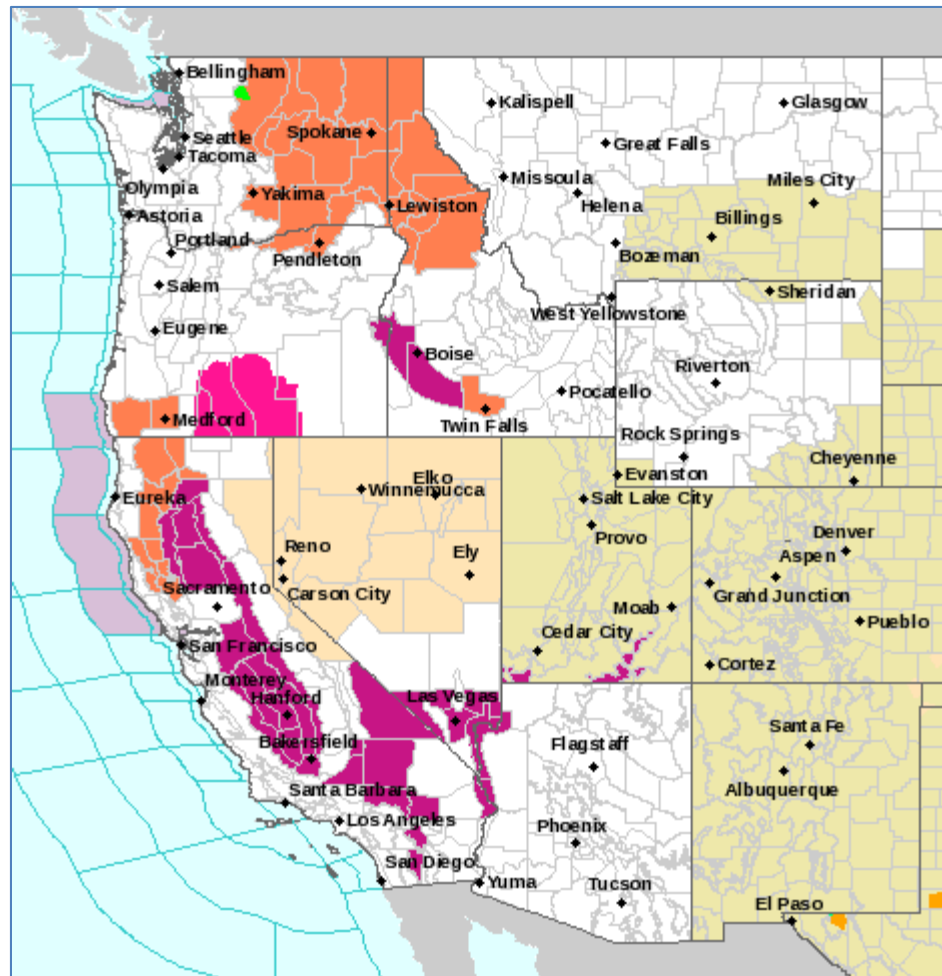 Bellingham
Kalispell
Glasgow
Spokane
Seattle
Great Falls
Tacoma
Missoula
Miles City
Olympia
Yakima
Lewiston
Helena
Astoria
Billings
Portland
Pendleton
Bozeman
Salem
Sheridan
West Yellowstone
Eugene
Boise
Riverton
Pocatello
Medford
Twin Falls
Rock Springs
Cheyenne
Elko
Evanston
Eureka
Winnemucca
Salt Lake City
Provo
Denver
Reno
Aspen
Ely
Sacramento
Carson City
Grand Junction
Moab
Pueblo
San Francisco
Cedar City
Cortez
Monterey
Hanford
Las Vegas
Santa Fe
Bakersfield
Flagstaff
Albuquerque
Santa Barbara
Los Angeles
Phoenix
San Diego
Yuma
Tucson
El Paso